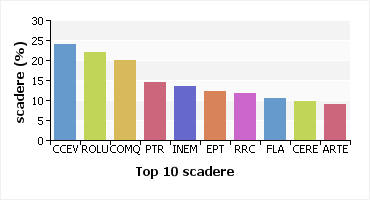 scadere (%)
30
25
20
15
10
5
0
CCEV ROLU COMQ PTR INEM EPT RRC FLA CERE ARTE
Top 10 scadere